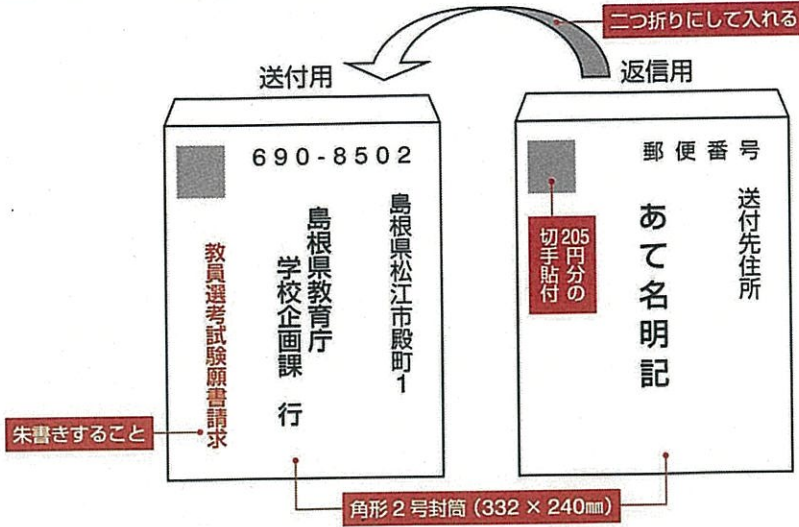 二つ折りにして入れる
送付用
690-8502
島根県松江市殿町1
島根県教育庁
学校企画課 行
教員選考試験願書請求
朱書きすること
返信用
郵便番号
送付先住所
あて名明記
205円分の
切手貼付
角形2号封筒(332×240㎜)